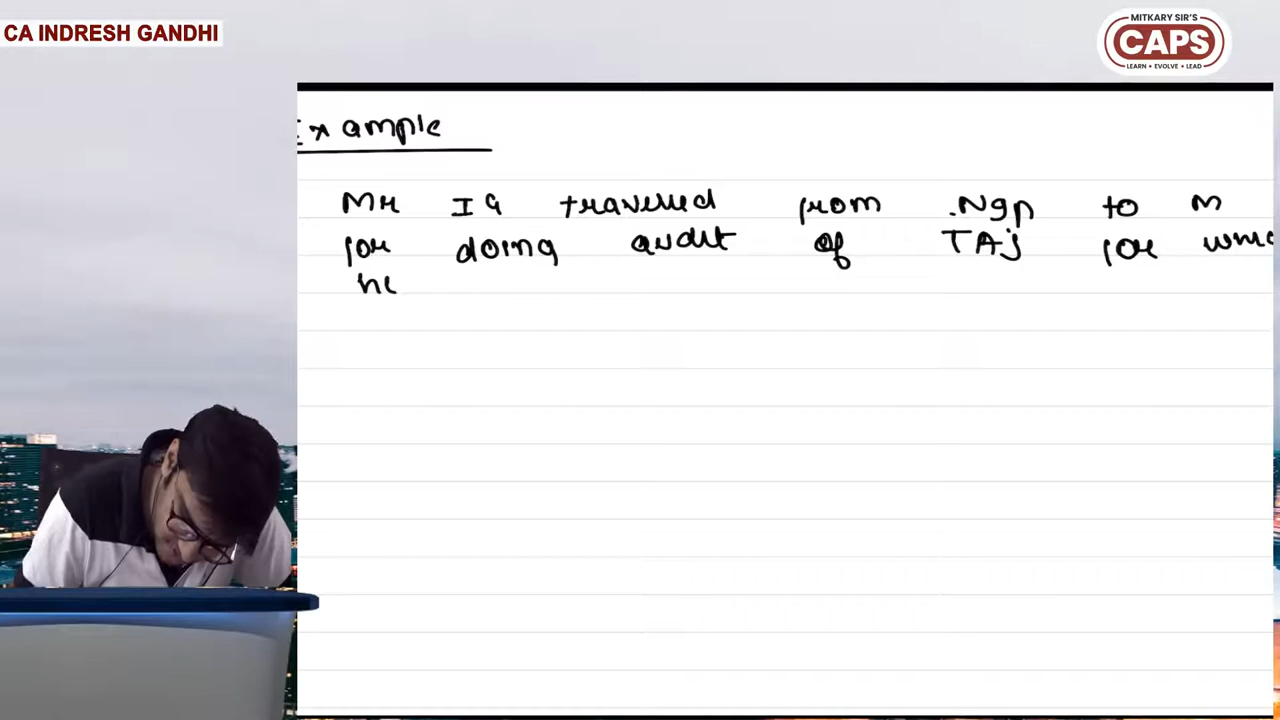 CA INDRESH GANDHI
MITKARY SIR'S
CAPS
LEARN • EVOLVE • LEAD
Example
Mr IG travelled from Ngp to m
for doing audit of TAJ for
he